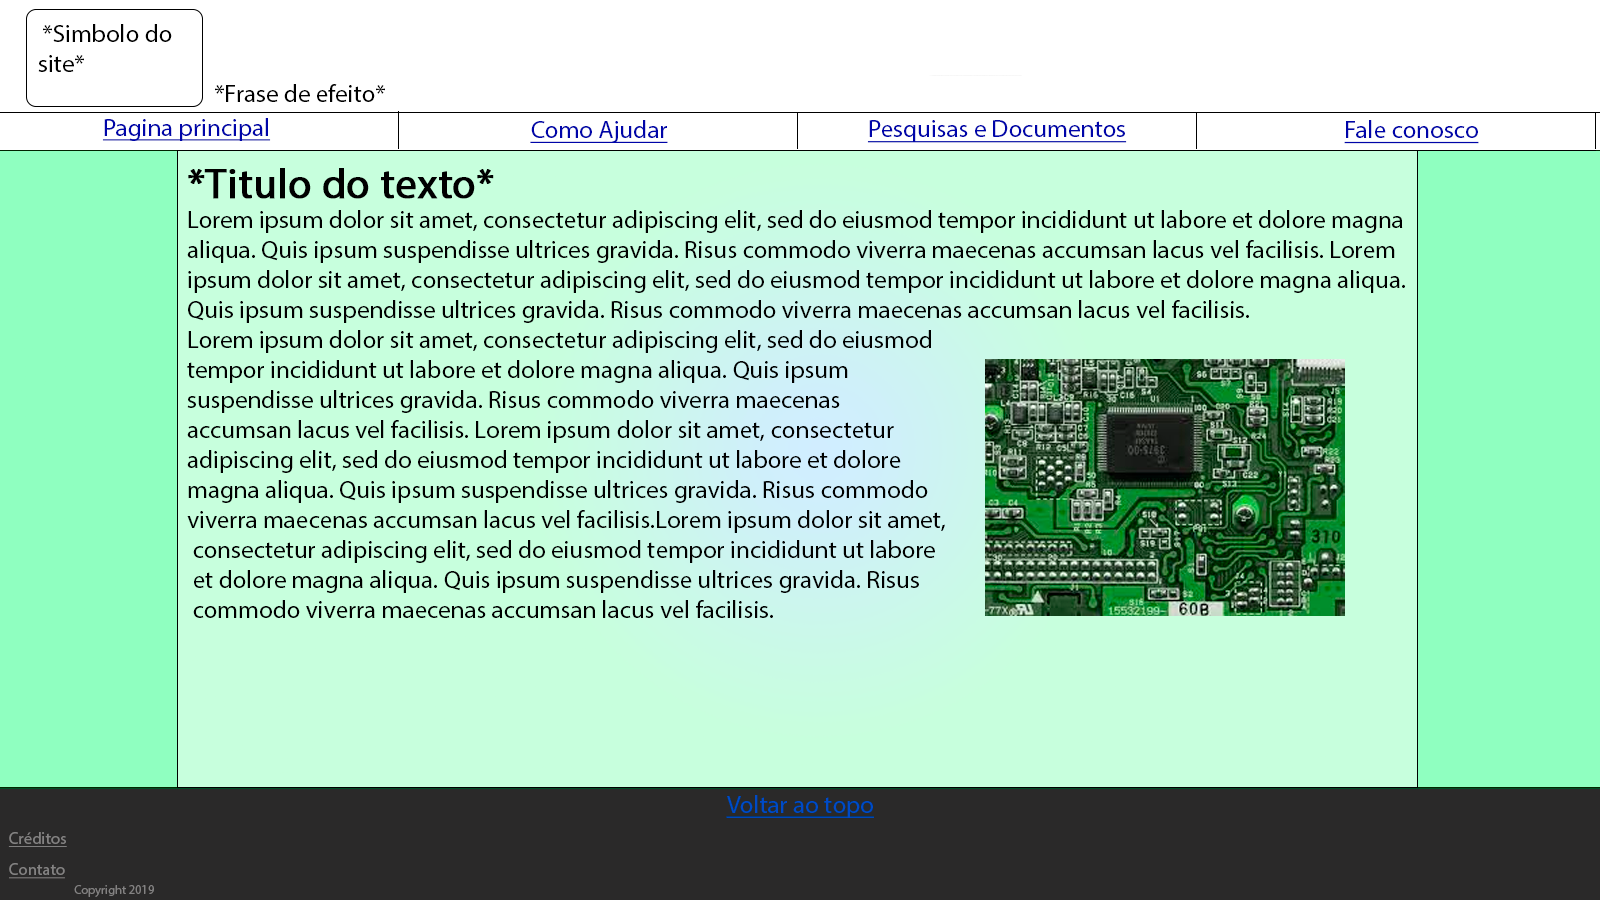 *Simbolo do
site*
*Frase de efeito*
Pagina principal
Como Ajudar
Pesquisas e Documentos
Fale conosco
*Titulo do texto*
Lorem ipsum dolor sit amet, consectetur adipiscing elit, sed do eiusmod tempor incididunt ut labore et dolore magna
aliqua. Quis ipsum suspendisse ultrices gravida. Risus commodo viverra maecenas accumsan lacus vel facilisis. Lorem
ipsum dolor sit amet, consectetur adipiscing elit, sed do eiusmod tempor incididunt ut labore et dolore magna aliqua.
Quis ipsum suspendisse ultrices gravida. Risus commodo viverra maecenas accumsan lacus vel facilisis.
Lorem ipsum dolor sit amet, consectetur adipiscing elit, sed do eiusmod
tempor incididunt ut labore et dolore magna aliqua. Quis ipsum
suspendisse ultrices gravida. Risus commodo viverra maecenas
accumsan lacus vel facilisis. Lorem ipsum dolor sit amet, consectetur
adipiscing elit, sed do eiusmod tempor incididunt ut labore et dolore
magna aliqua. Quis ipsum suspendisse ultrices gravida. Risus commodo
viverra maecenas accumsan lacus vel facilisis.Lorem ipsum dolor sit amet,
consectetur adipiscing elit, sed do eiusmod tempor incididunt ut labore
et dolore magna aliqua. Quis ipsum suspendisse ultrices gravida. Risus
commodo viverra maecenas accumsan lacus vel facilisis.
310
15532199-
60B
Voltar ao topo
Créditos
Contato
Copyright 2019